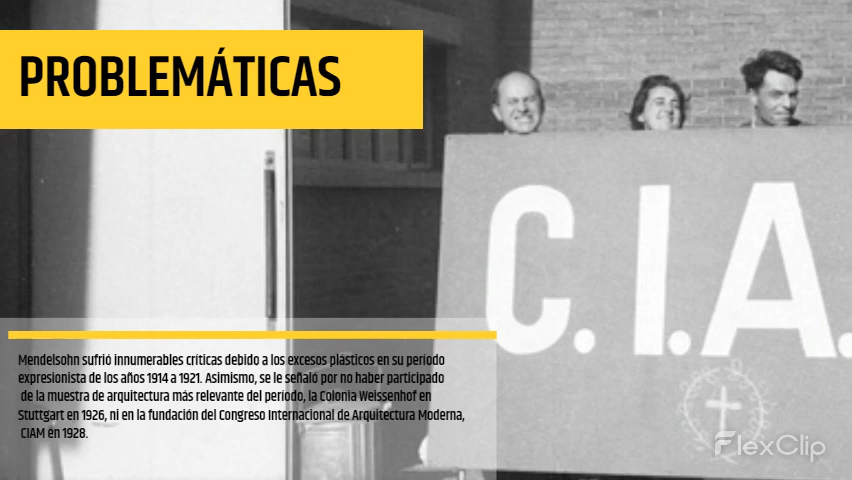 PROBLEMÁTICAS
C.I.A.
Mendelsohn sufrió innumerables críticas debido a los excesos plásticos en su período
expresionista de los años 1914 a 1921. Asimismo, se le señaló por no haber participado
de la muestra de arquitectura más relevante del período, la Colonia Weissenhof en
Stuttgart en 1926, ni en la fundación del Congreso Internacional de Arquitectura Moderna,
CIAM en 1928.
FlexClip